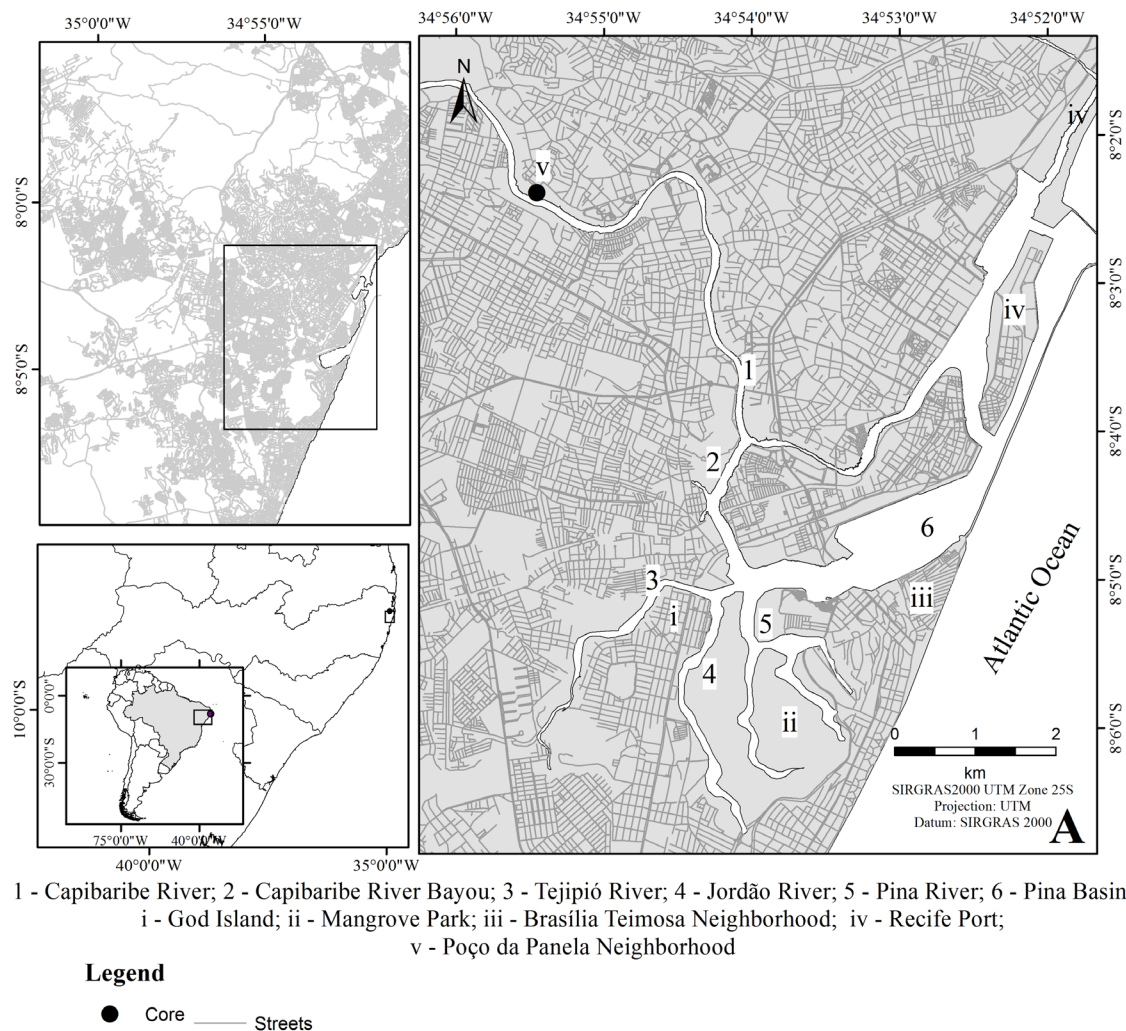 35°0'0"W 34°55'0"W
34°56'0"W 34°55'0"W 34°54'0"W 34°53'0"W 34°52'0"W
8°0'0"S
8°5'0"S
N
v
iv
8°2'0"S
iv
8°3'0"S
1
2
8°4'0"S
6
3
8°5'0"S
i
iii
5
4
ii
8°6'0"S
Atlantic Ocean
0 1 2
km
SIRGRAS2000 UTM Zone 25S
Projection: UTM
Datum: SIRGRAS 2000
A
10°0'0"S
0°0'0"
30°0'0"S
75°0'0"W 40°0'0"W
40°0'0"W 35°0'0"W
1 - Capibaribe River; 2 - Capibaribe River Bayou; 3 - Tejipió River; 4 - Jordão River; 5 - Pina River; 6 - Pina Basin
i - God Island; ii - Mangrove Park; iii - Brasília Teimosa Neighborhood; iv - Recife Port;
v - Poço da Panela Neighborhood
Legend
Core Streets